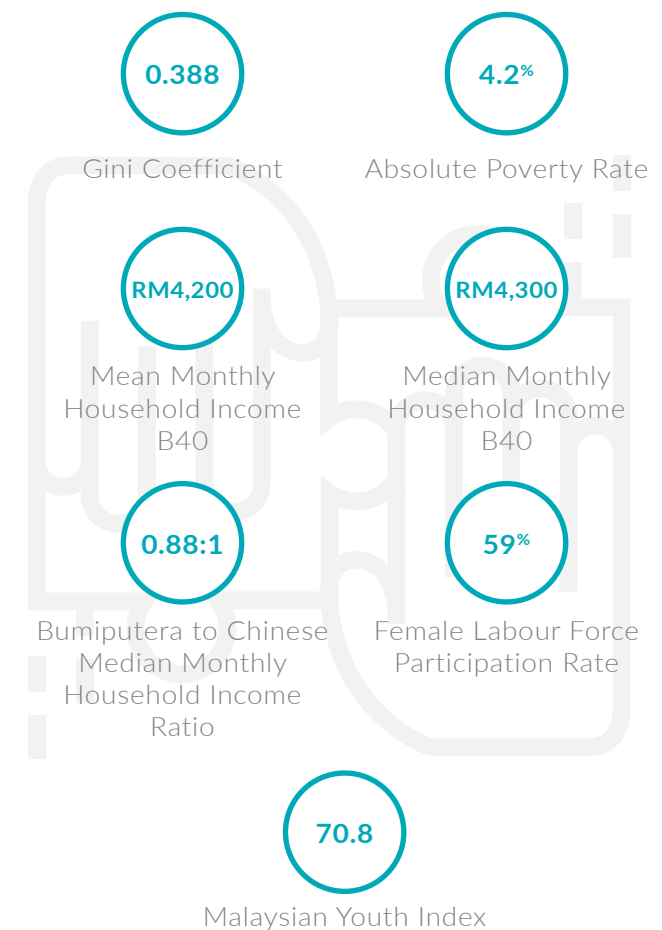 0.388
Gini Coefficient
4.2%
Absolute Poverty Rate
RM4,200
Mean Monthly
Household Income
B40
RM4,300
Median Monthly
Household Income
B40
0.88:1
Bumiputera to Chinese
Median Monthly
Household Income
Ratio
59%
Female Labour Force
Participation Rate
70.8
Malaysian Youth Index